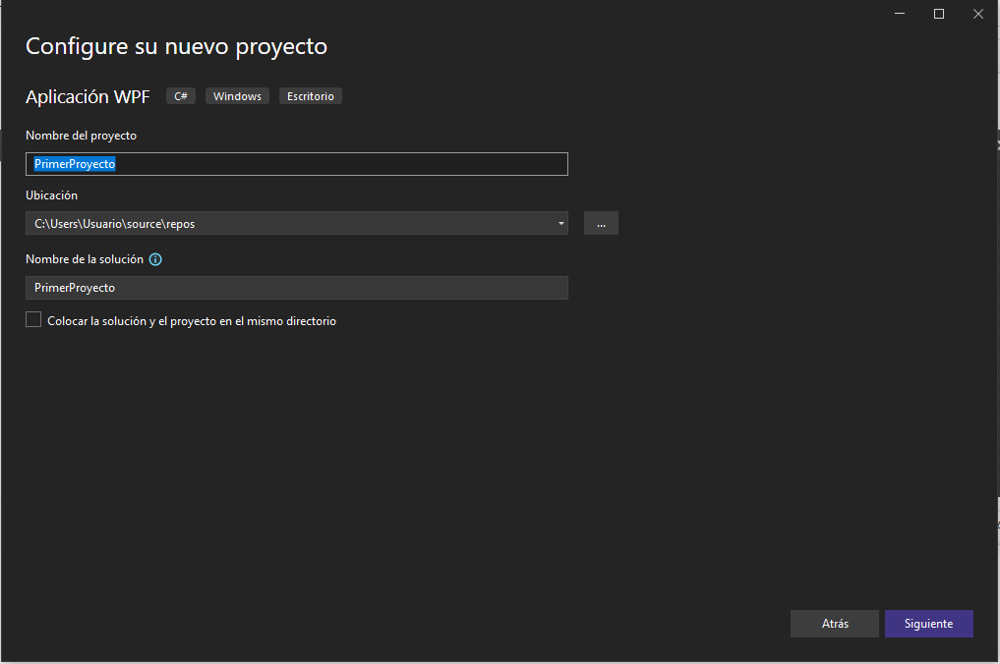 Configure su nuevo proyecto
Aplicación WPF C# Windows Escritorio
Nombre del proyecto
PrimerProyecto
Ubicación
C:\Users\Usuario\source\repos ...
Nombre de la solución
PrimerProyecto
Colocar la solución y el proyecto en el mismo directorio
Atrás Siguiente